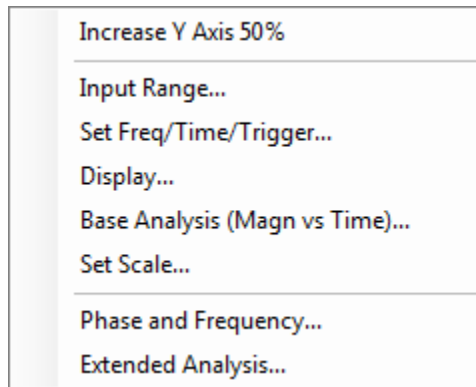 Increase Y Axis 50%
Input Range...
Set Freq/Time/Trigger...
Display...
Base Analysis (Magn vs Time)...
Set Scale...
Phase and Frequency...
Extended Analysis...